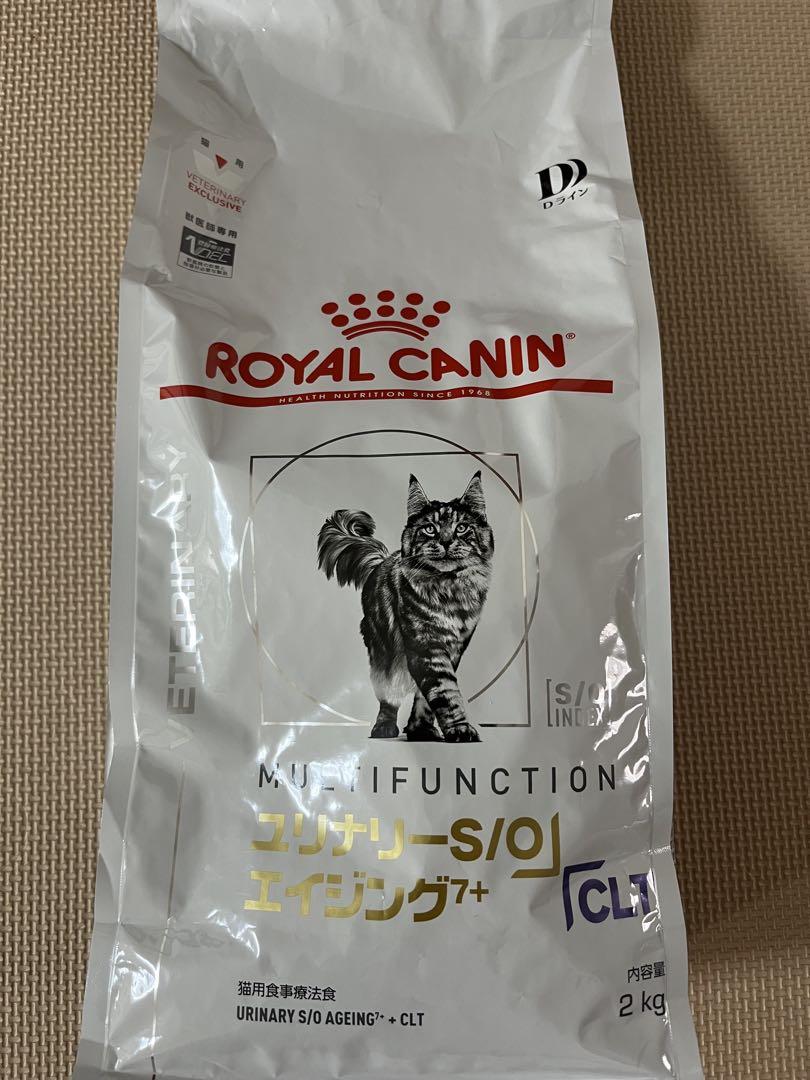 猫用
VETERINARY
EXCLUSIVE
獣医師専用
VDEC
Dライン
ROYAL CANIN®
HEALTH NUTRITION SINCE 1968
VETERINARY
S/O
INDEX
MULTIFUNCTION
ユリナリーS/O
エイジング7+
CLT
猫用食事療法食
URINARY S/O AGEING7+ + CLT
内容量
2 kg